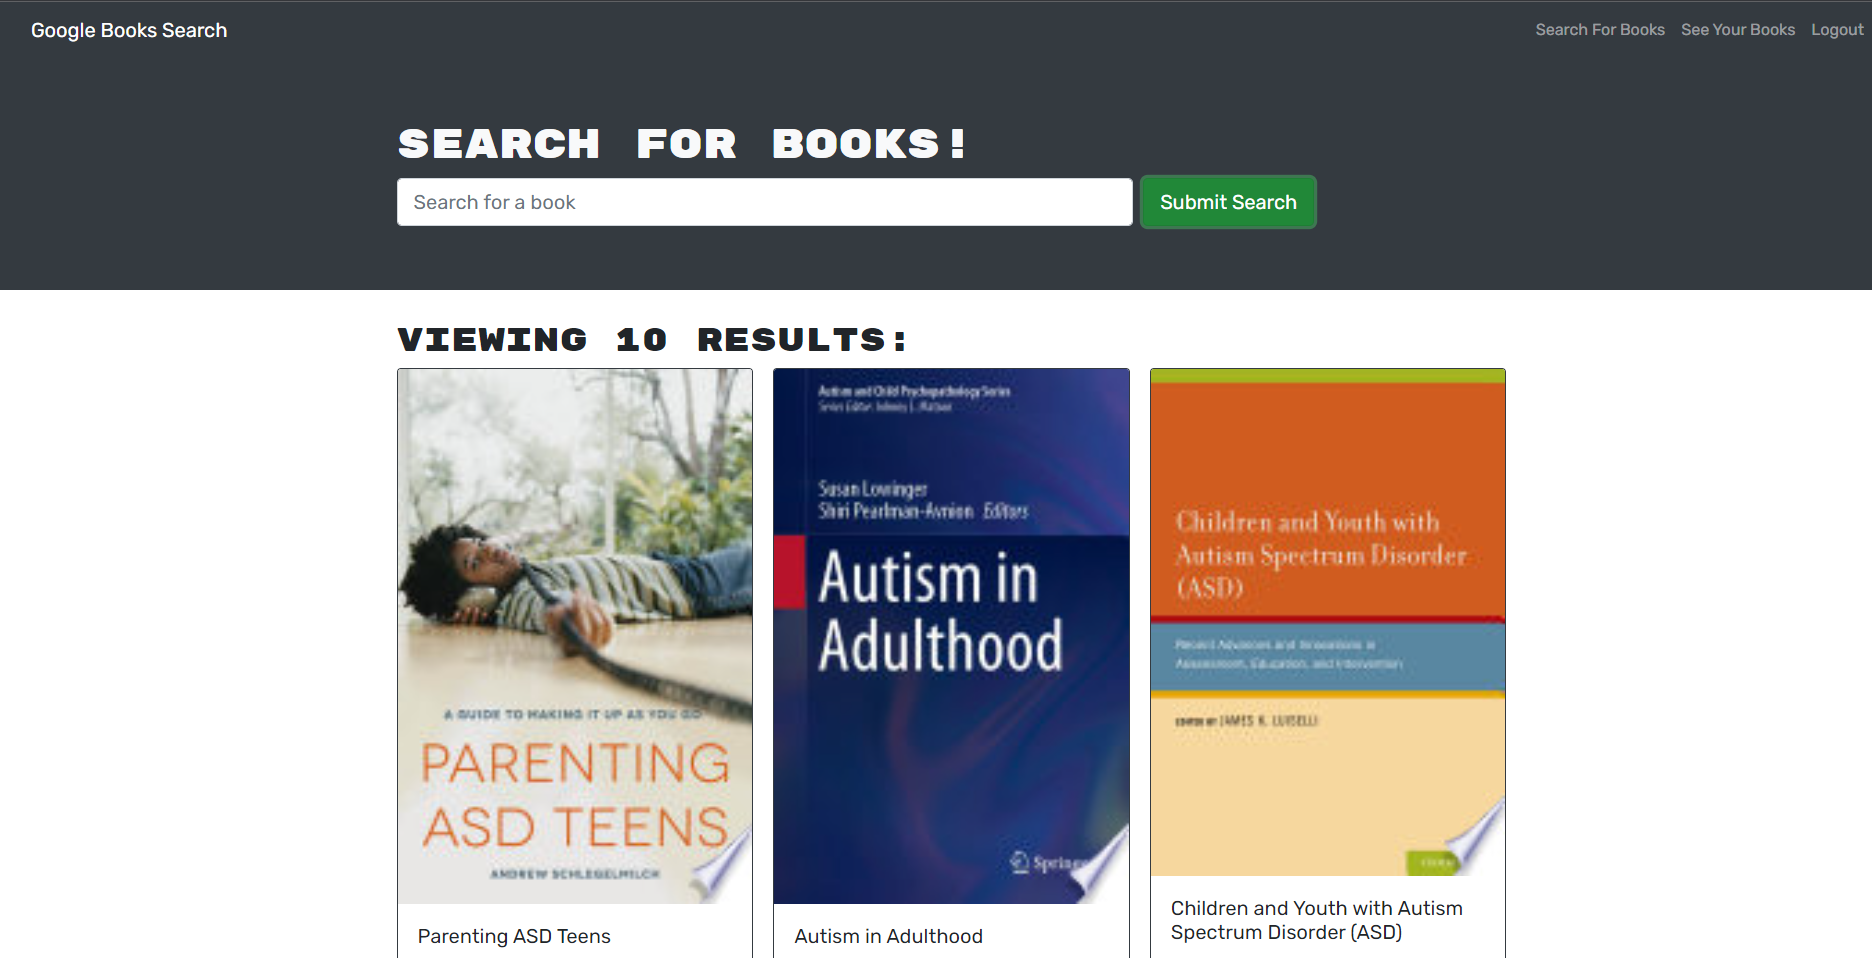 Google Books Search
Search For Books See Your Books Logout
SEARCH FOR BOOKS!
Search for a book
Submit Search
VIEWING 10 RESULTS:
A GUIDE TO MAKING IT UP AS YOU GO
PARENTING
ASD TEENS
ANDREW SCHLEGELMILCH
Parenting ASD Teens
Autism and Child Psychopathology Series
Series Editor: Johnny L. Matson
Susan Lowinger
Shiri Pearlman-Avnion Editors
Autism in
Adulthood
Springer
Autism in Adulthood
Children and Youth with
Autism Spectrum Disorder
(ASD)
Recent Advances and Innovations in
Assessment, Education, and Intervention
EDITED BY JAMES K. LUISELLI
Children and Youth with Autism
Spectrum Disorder (ASD)